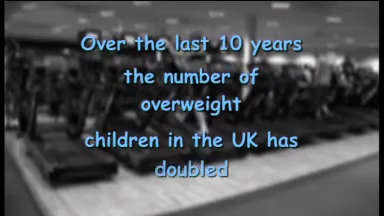 Over the last 10 years
the number of
overweight
children in the UK has
doubled